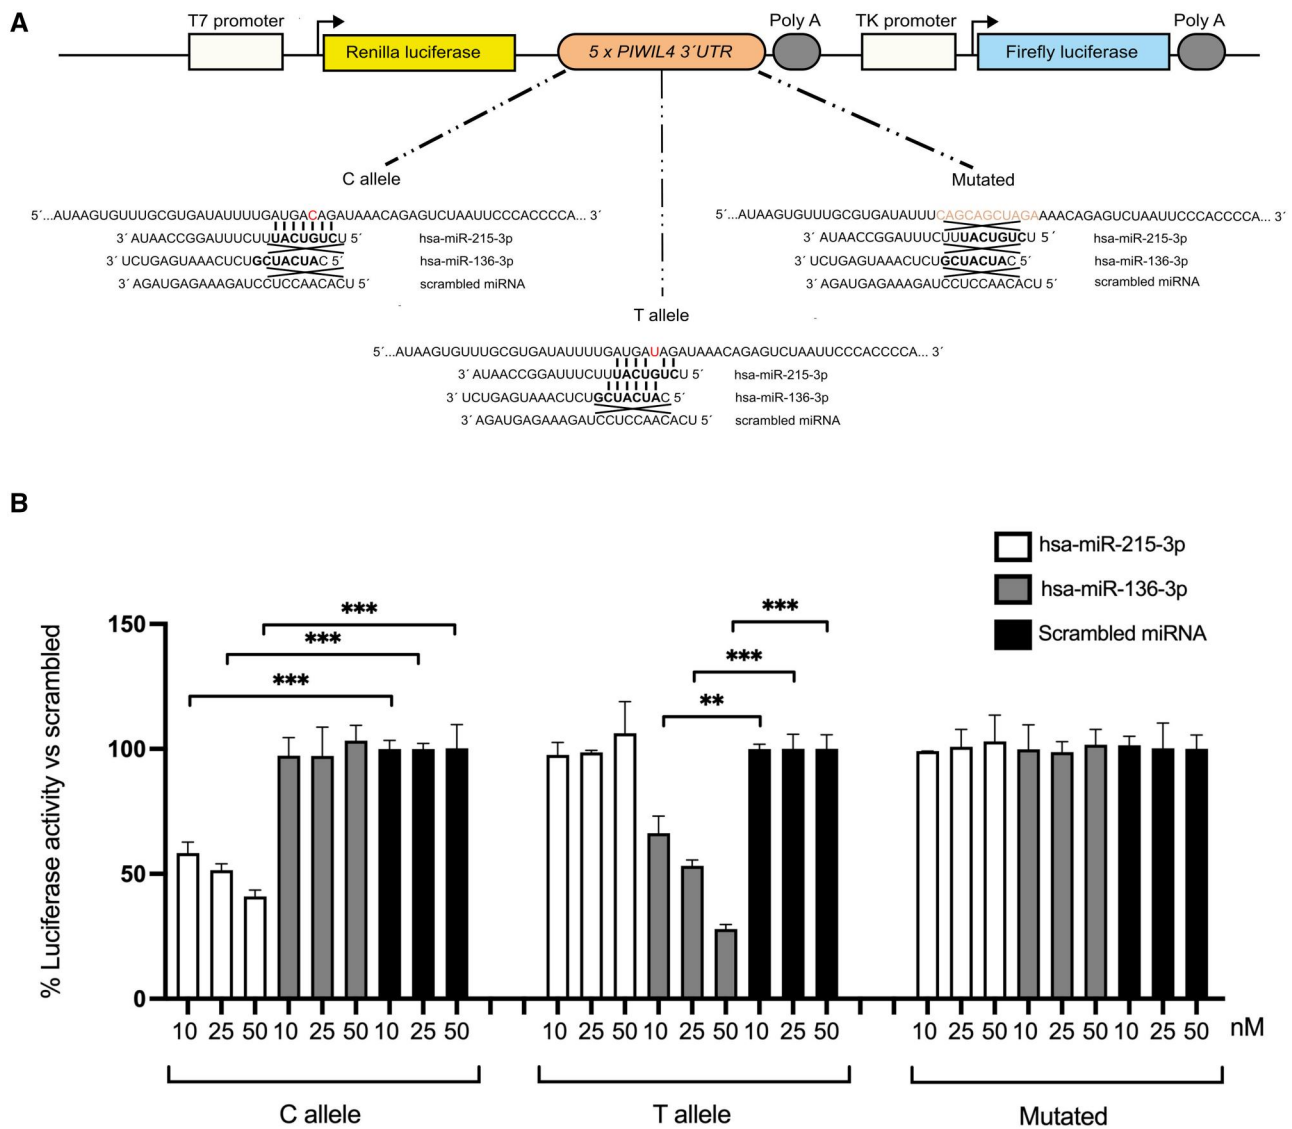 A
T7 promoter
Renilla luciferase
5 x PIWIL4 3´UTR
Poly A
TK promoter
Firefly luciferase
Poly A
C allele
5´...AUAAGUGUUUGCGUGAUAUUUUGAUGACAGAUAAACAGAGUCUAAUUCCCACCCCA... 3´
3´ AUAACCGGAUUUCUUUACUGUCU 5´ hsa-miR-215-3p
3´ UCUGAGUAAACUCUGCUACUAC 5´ hsa-miR-136-3p
3´ AGAUGAGAAAGAUCCUCCAACACU 5´ scrambled miRNA
Mutated
5´...AUAAGUGUUUGCGUGAUAUUUCAGCAGCUAGAAAACAGAGUCUAAUUCCCACCCCA... 3´
3´ AUAACCGGAUUUCUUUACUGUCU 5´ hsa-miR-215-3p
3´ UCUGAGUAAACUCUGCUACUAC 5´ hsa-miR-136-3p
3´ AGAUGAGAAAGAUCCUCCAACACU 5´ scrambled miRNA
T allele
5´...AUAAGUGUUUGCGUGAUAUUUUGAUGAUAGAUAAACAGAGUCUAAUUCCCACCCCA... 3´
3´ AUAACCGGAUUUCUUUACUGUCU 5´ hsa-miR-215-3p
3´ UCUGAGUAAACUCUGCUACUAC 5´ hsa-miR-136-3p
3´ AGAUGAGAAAGAUCCUCCAACACU 5´ scrambled miRNA
B
hsa-miR-215-3p
hsa-miR-136-3p
Scrambled miRNA
% Luciferase activity vs scrambled
150
100
50
0
***
***
***
***
***
**
10 25 50 10 25 50 10 25 50 10 25 50 10 25 50 10 25 50 10 25 50 10 25 50 10 25 50 nM
C allele
T allele
Mutated